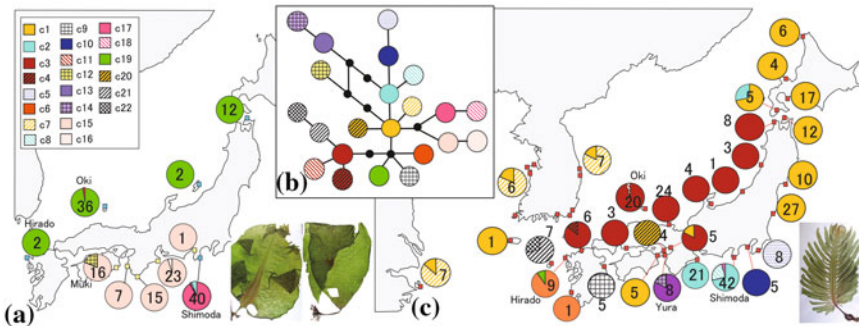 c1 c9 c17
c2 c10 c18
c3 c11 c19
c4 c12 c20
c5 c13 c21
c6 c14 c22
c7 c15
c8 c16
(b)
12
2
Oki
36
Hirado
2
1
16
Muki
23
7
15
40
Shimoda
(a)
6
4
5
17
8
12
3
1
4
10
27
7
6
Oki
20
24
1
7
6
3
4
5
8
7
Hirado
9
1
5
5
8
Yura
21
42
Shimoda
5
(c)